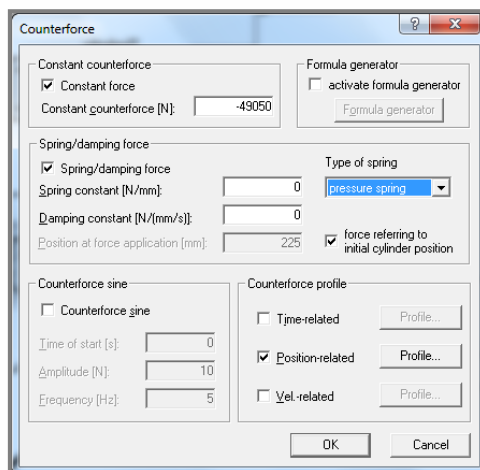 Counterforce
Constant counterforce
Constant force
Constant counterforce [N]: -49050
Formula generator
activate formula generator
Formula generator
Spring/damping force
Spring/damping force
Spring constant [N/mm]: 0
Damping constant [N/(mm/s)]: 0
Position at force application [mm]: 225
Type of spring
pressure spring
force referring to
initial cylinder position
Counterforce sine
Counterforce sine
Time of start [s]: 0
Amplitude [N]: 10
Frequency [Hz]: 5
Counterforce profile
Time-related Profile...
Position-related Profile...
Vel.-related Profile...
OK Cancel